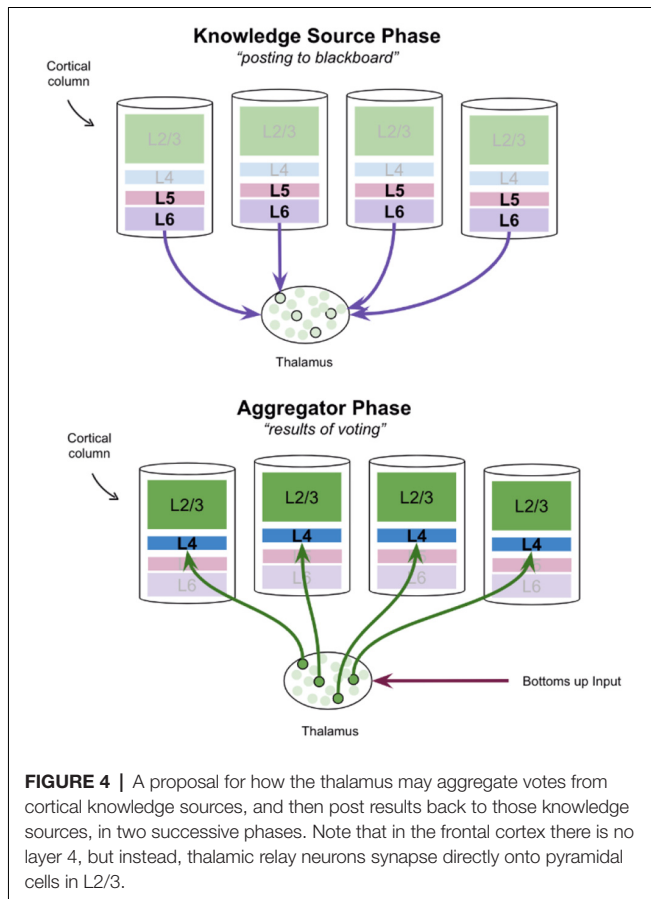 Knowledge Source Phase
"posting to blackboard"
Cortical
column
L2/3
L4
L5
L6
L2/3
L4
L5
L6
L2/3
L4
L5
L6
L2/3
L4
L5
L6
Thalamus
Aggregator Phase
"results of voting"
Cortical
column
L2/3
L4
L6
L2/3
L4
L6
L2/3
L4
L6
L2/3
L4
L6
Bottoms up Input
Thalamus
FIGURE 4 | A proposal for how the thalamus may aggregate votes from
cortical knowledge sources, and then post results back to those knowledge
sources, in two successive phases. Note that in the frontal cortex there is no
layer 4, but instead, thalamic relay neurons synapse directly onto pyramidal
cells in L2/3.